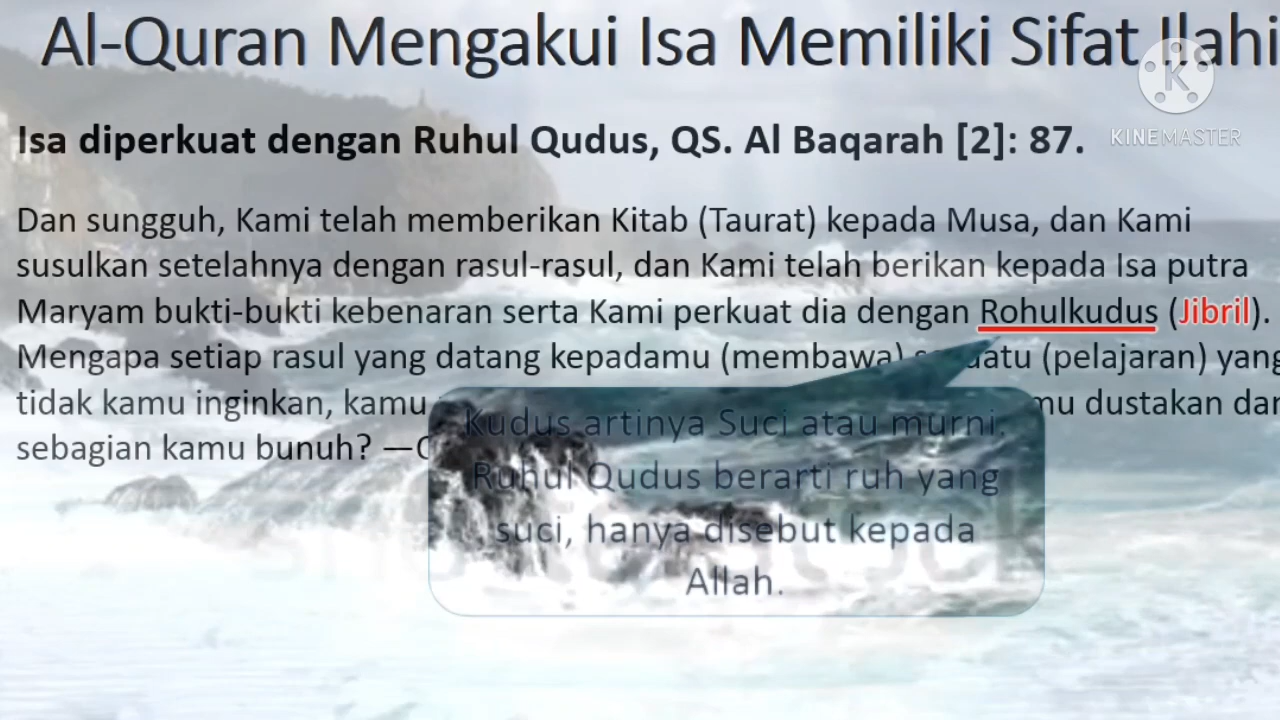 Al-Quran Mengakui Isa Memiliki Sifat Ilahi
KINEMASTER
Isa diperkuat dengan Ruhul Qudus, QS. Al Baqarah [2]: 87.
Dan sungguh, Kami telah memberikan Kitab (Taurat) kepada Musa, dan Kami
susulkan setelahnya dengan rasul-rasul, dan Kami telah berikan kepada Isa putra
Maryam bukti-bukti kebenaran serta Kami perkuat dia dengan Rohulkudus (Jibril).
Mengapa setiap rasul yang datang kepadamu (membawa) (pelajaran) yang
tidak kamu inginkan, kamu dustakan dan
sebagian kamu bunuh? —
Kudus artinya Suci atau murni.
Ruhul Qudus berarti ruh yang
suci, hanya disebut kepada
Allah.